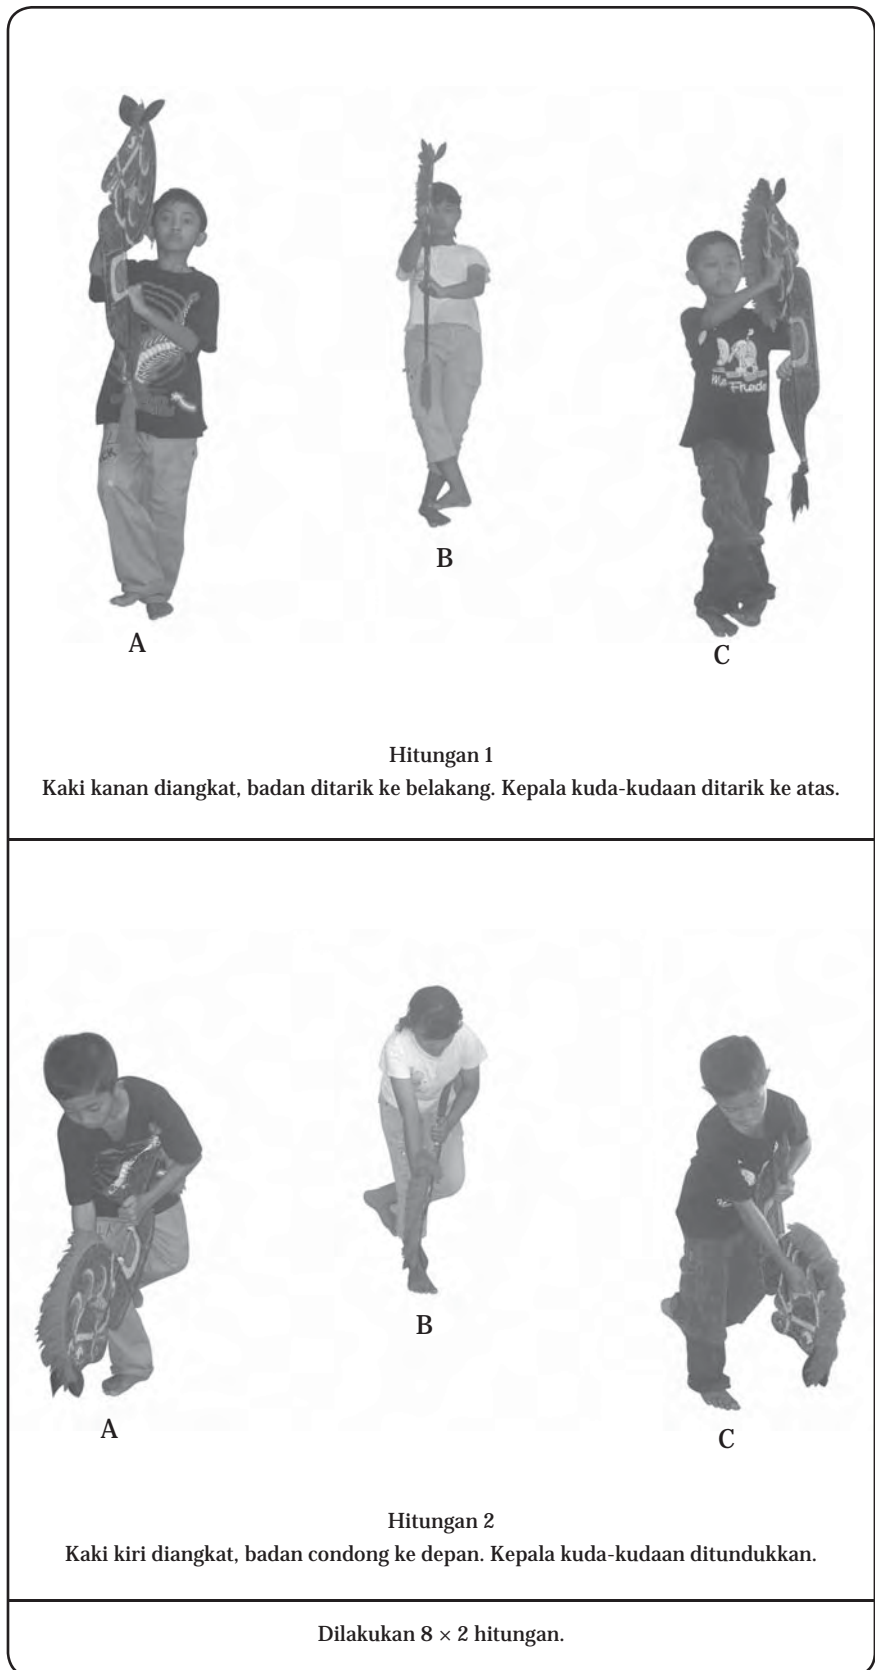 A
B
C
Hitungan 1
Kaki kanan diangkat, badan ditarik ke belakang. Kepala kuda-kudaan ditarik ke atas.
A
B
C
Hitungan 2
Kaki kiri diangkat, badan condong ke depan. Kepala kuda-kudaan ditundukkan.
Dilakukan 8 × 2 hitungan.